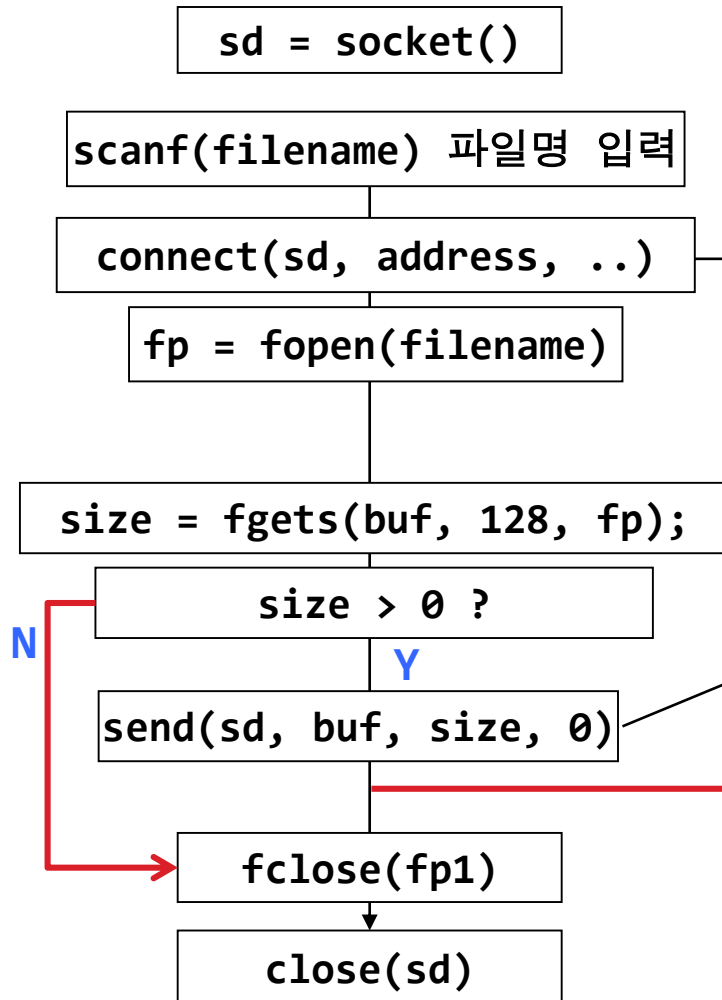 sd = socket()
scanf(filename) 파일명 입력
connect(sd, address, ..)
fp = fopen(filename)
size = fgets(buf, 128, fp);
size > 0 ?
N
Y
send(sd, buf, size, 0)
fclose(fp1)
close(sd)